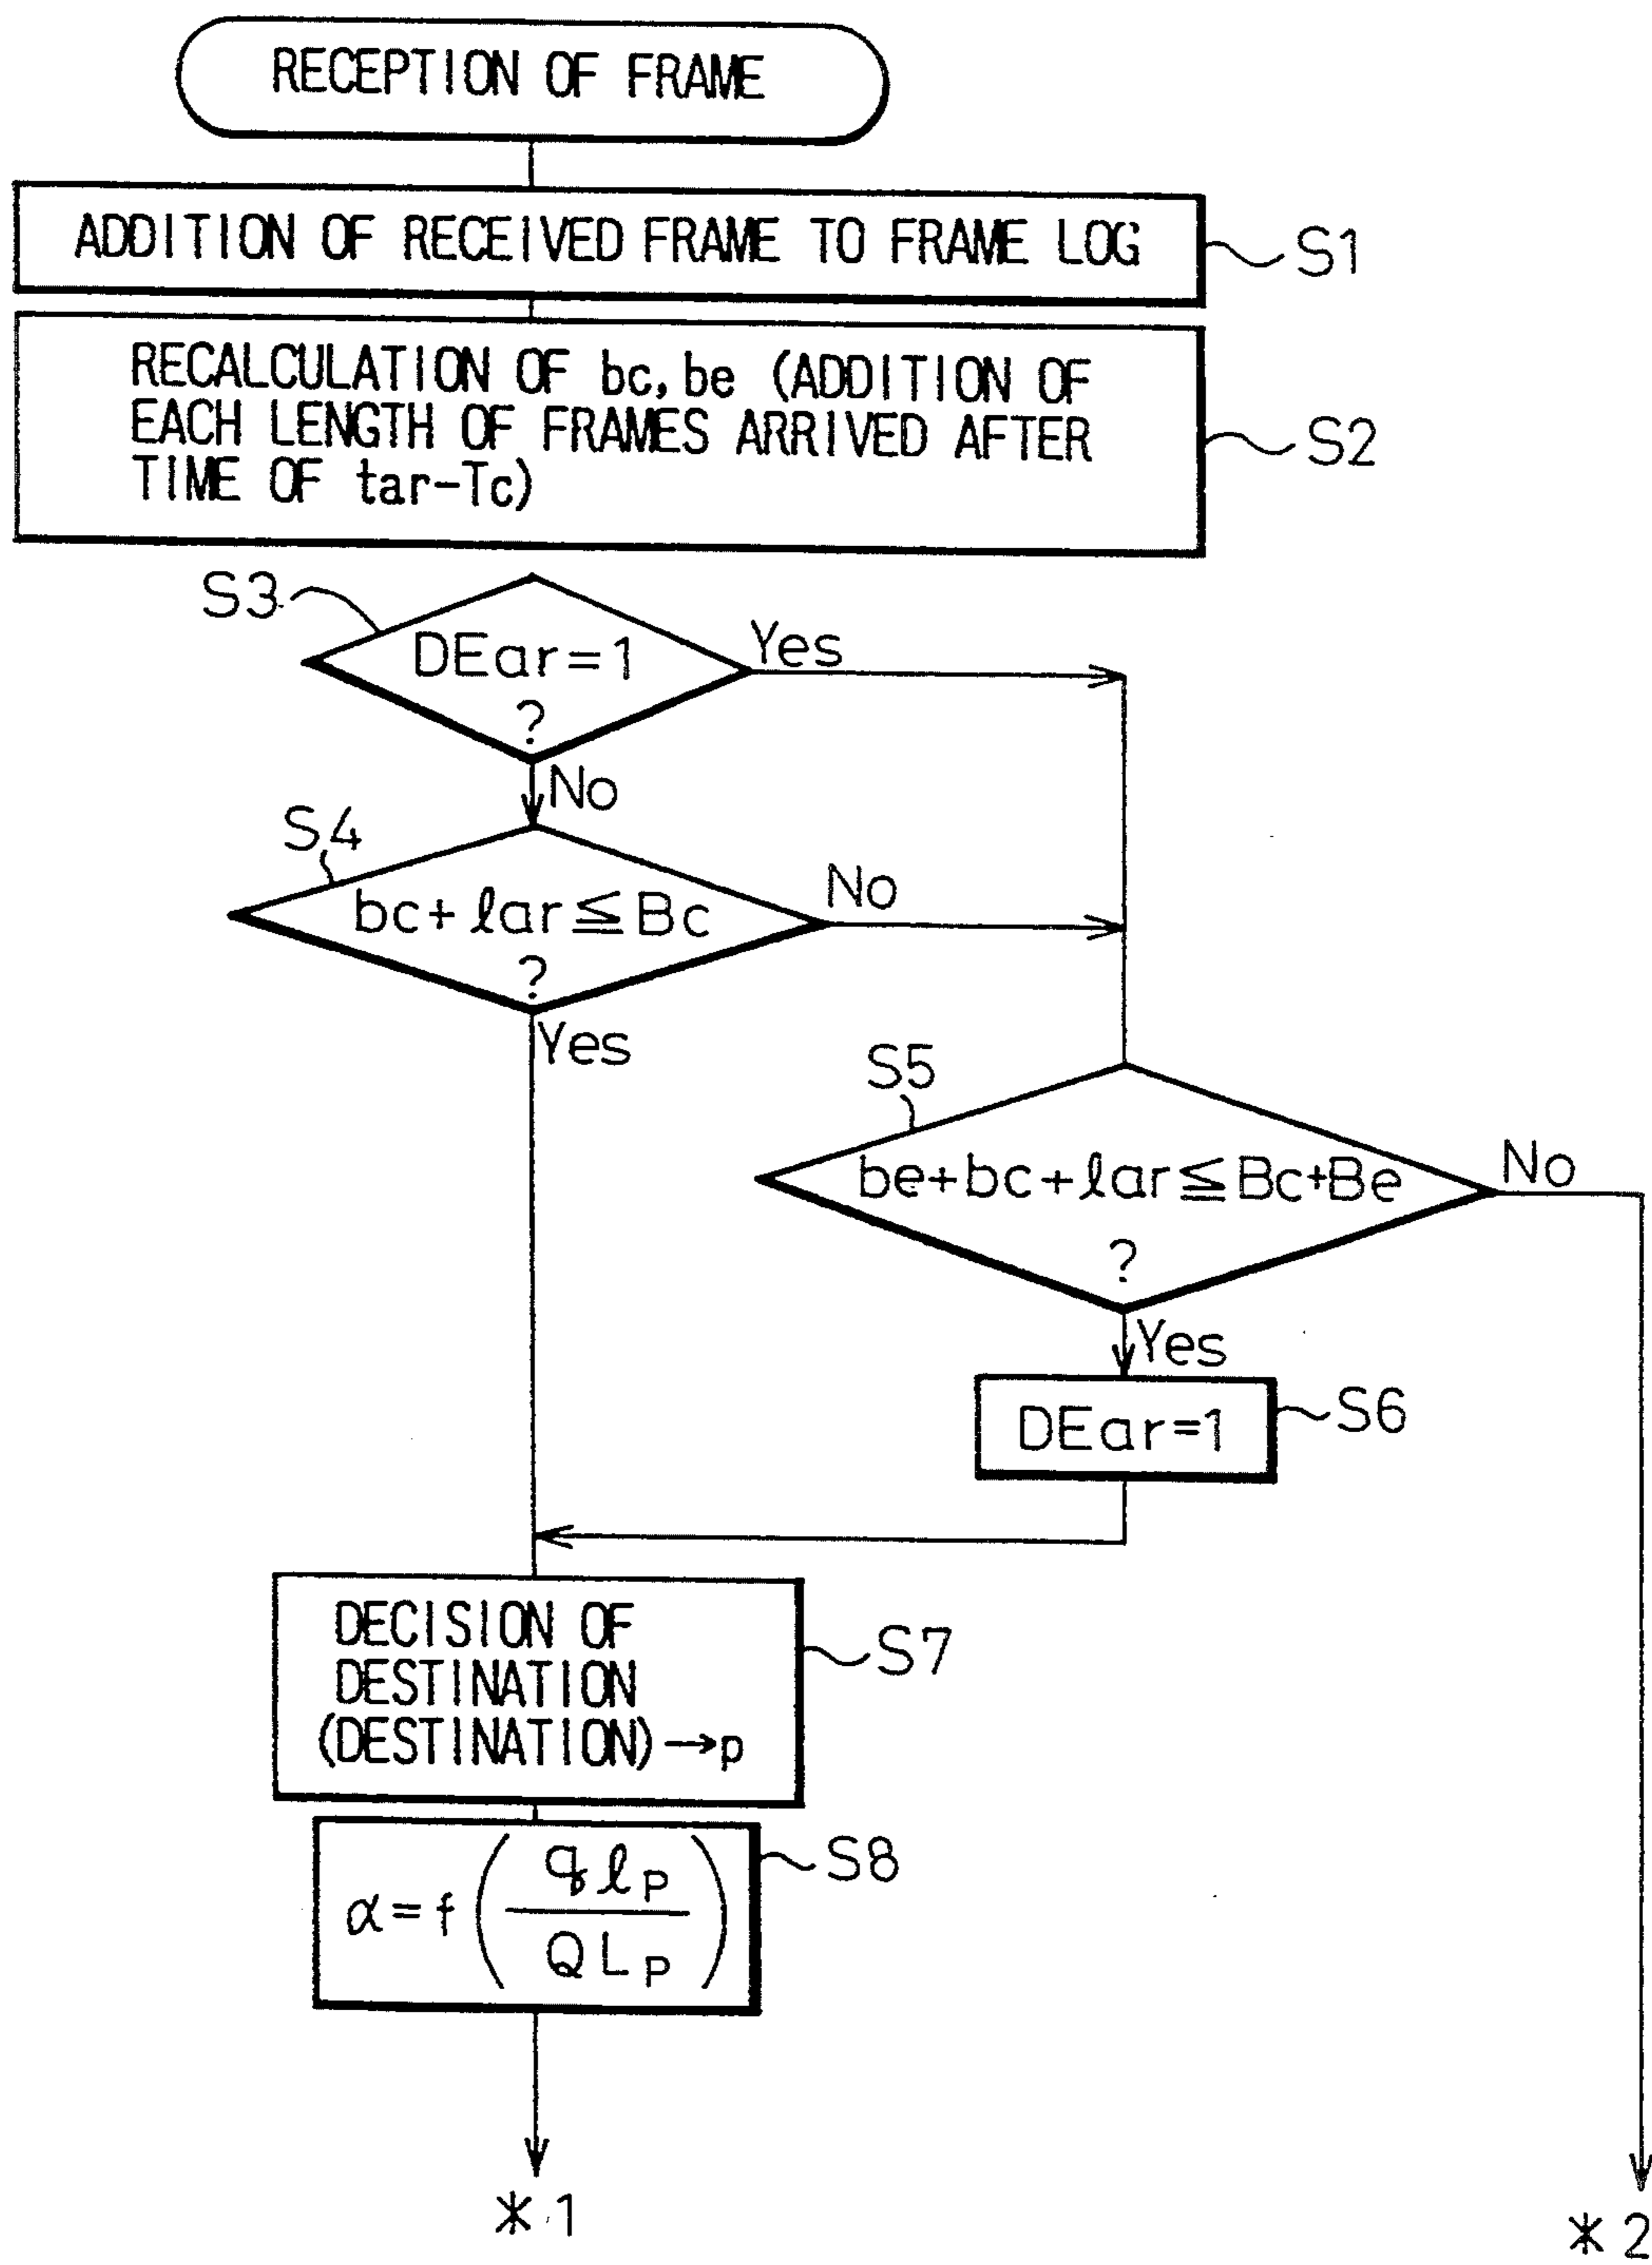 RECEPTION OF FRAME
ADDITION OF RECEIVED FRAME TO FRAME LOG
S1
RECALCULATION OF bc, be (ADDITION OF
EACH LENGTH OF FRAMES ARRIVED AFTER
TIME OF tar-Tc)
S2
S3
DEar=1
?
Yes
No
S4
bc+ℓar≦Bc
?
No
Yes
S5
be+bc+ℓar≦Bc+Be
?
No
Yes
DEar=1
S6
DECISION OF
DESTINATION
(DESTINATION)→p
S7
α=f(qℓp/QLp)
S8
*1
*2